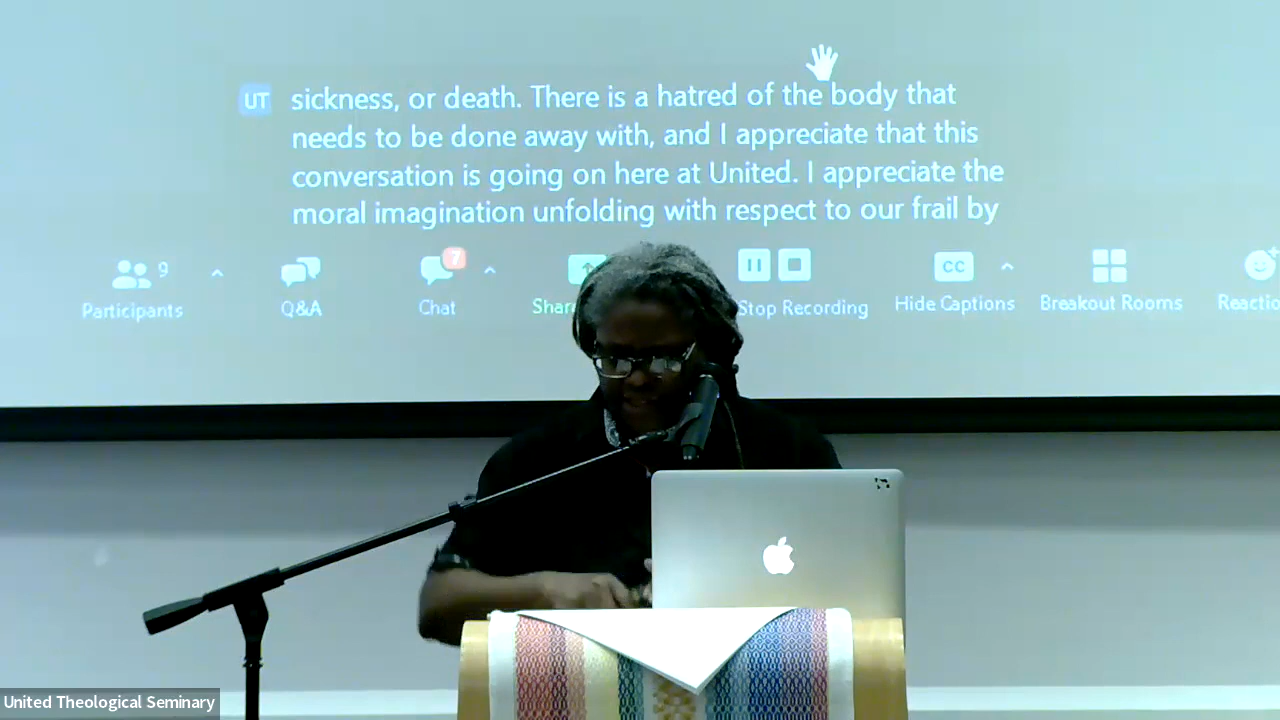 UT
sickness, or death. There is a hatred of the body that
needs to be done away with, and I appreciate that this
conversation is going on here at United. I appreciate the
moral imagination unfolding with respect to our frail by
9
7
CC
Participants
Q&A
Chat
Stop Recording
Hide Captions
Breakout Rooms
United Theological Seminary